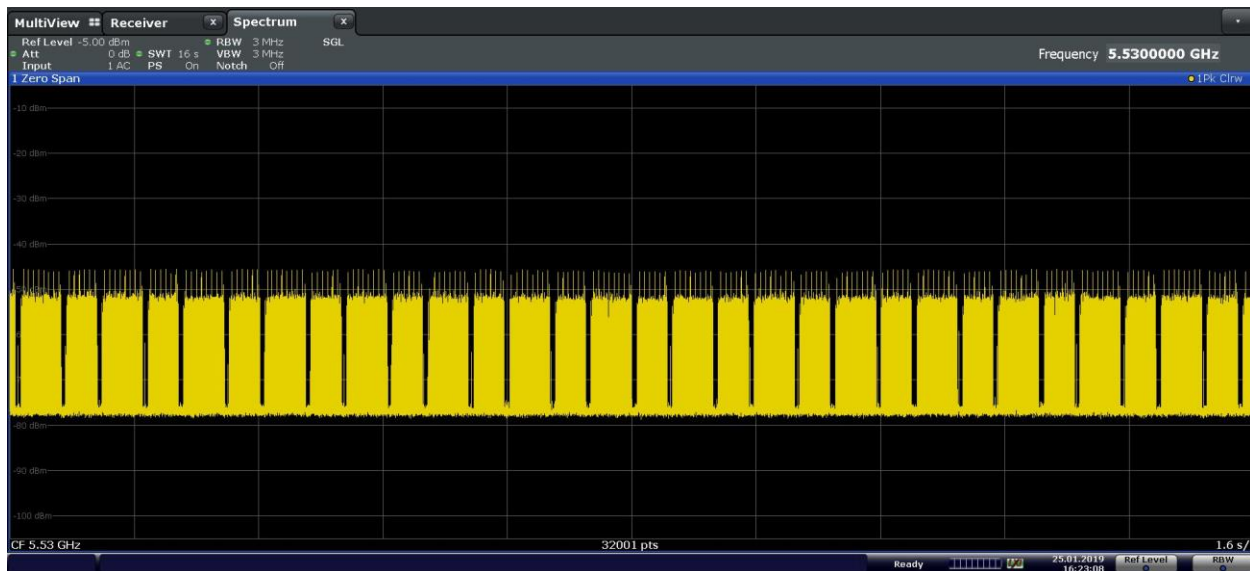 MultiView Receiver X Spectrum X
Ref Level -5.00 dBm RBW 3 MHz SGL
Att 0 dB SWT 16 s VBW 3 MHz
Input 1 AC PS On Notch Off
Frequency 5.5300000 GHz
1 Zero Span 1Pk Clrw
-10 dBm
-20 dBm
-30 dBm
-40 dBm
-80 dBm
-90 dBm
-100 dBm
CF 5.53 GHz 32001 pts 1.6 s/
Ready 25.01.2019 Ref Level RBW
16:23:08